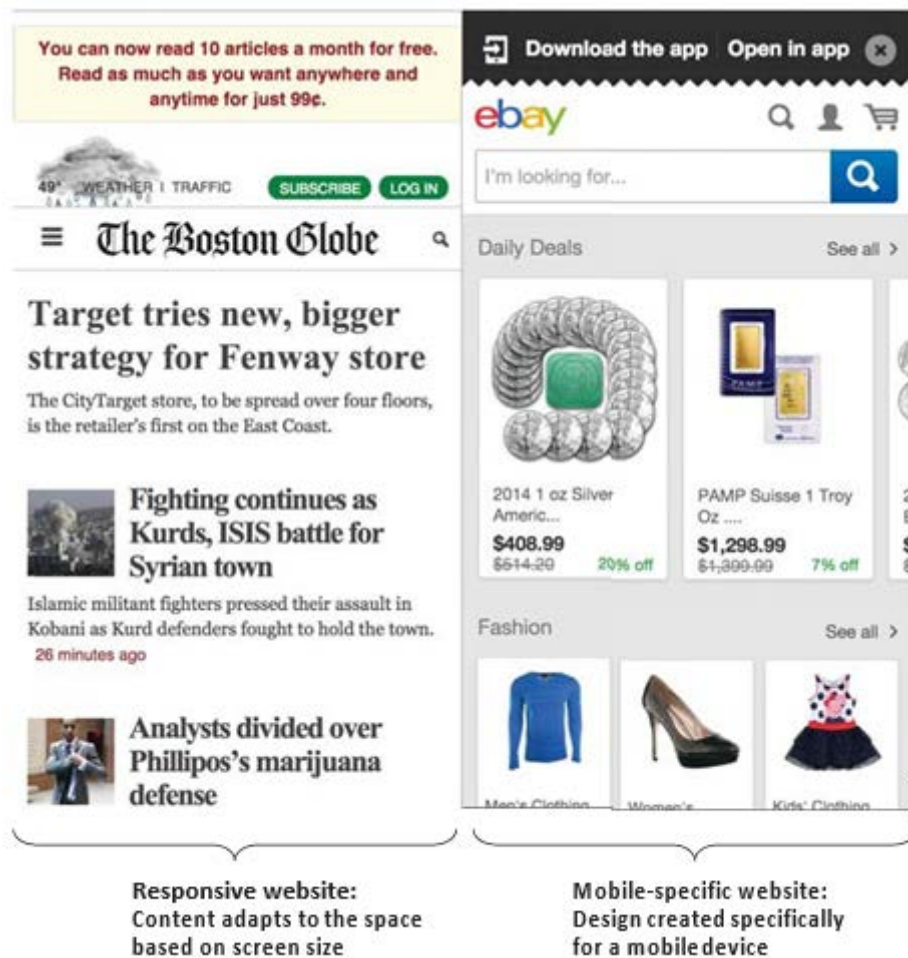 You can now read 10 articles a month for free.
Read as much as you want anywhere and
anytime for just 99¢.
49° WEATHER | TRAFFIC SUBSCRIBE LOG IN
The Boston Globe
Target tries new, bigger
strategy for Fenway store
The CityTarget store, to be spread over four floors,
is the retailer's first on the East Coast.
Fighting continues as
Kurds, ISIS battle for
Syrian town
Islamic militant fighters pressed their assault in
Kobani as Kurd defenders fought to hold the town.
26 minutes ago
Analysts divided over
Phillipos's marijuana
defense
Download the app Open in app
ebay
I'm looking for...
Daily Deals See all >
PAMP
2014 1 oz Silver
Americ...
$408.99
$514.20 20% off
PAMP Suisse 1 Troy
Oz ....
$1,298.99
$1,399.99 7% off
Fashion See all >
Men's Clothing Women's Kids' Clothing
Responsive website:
Content adapts to the space
based on screen size
Mobile-specific website:
Design created specifically
for a mobile device